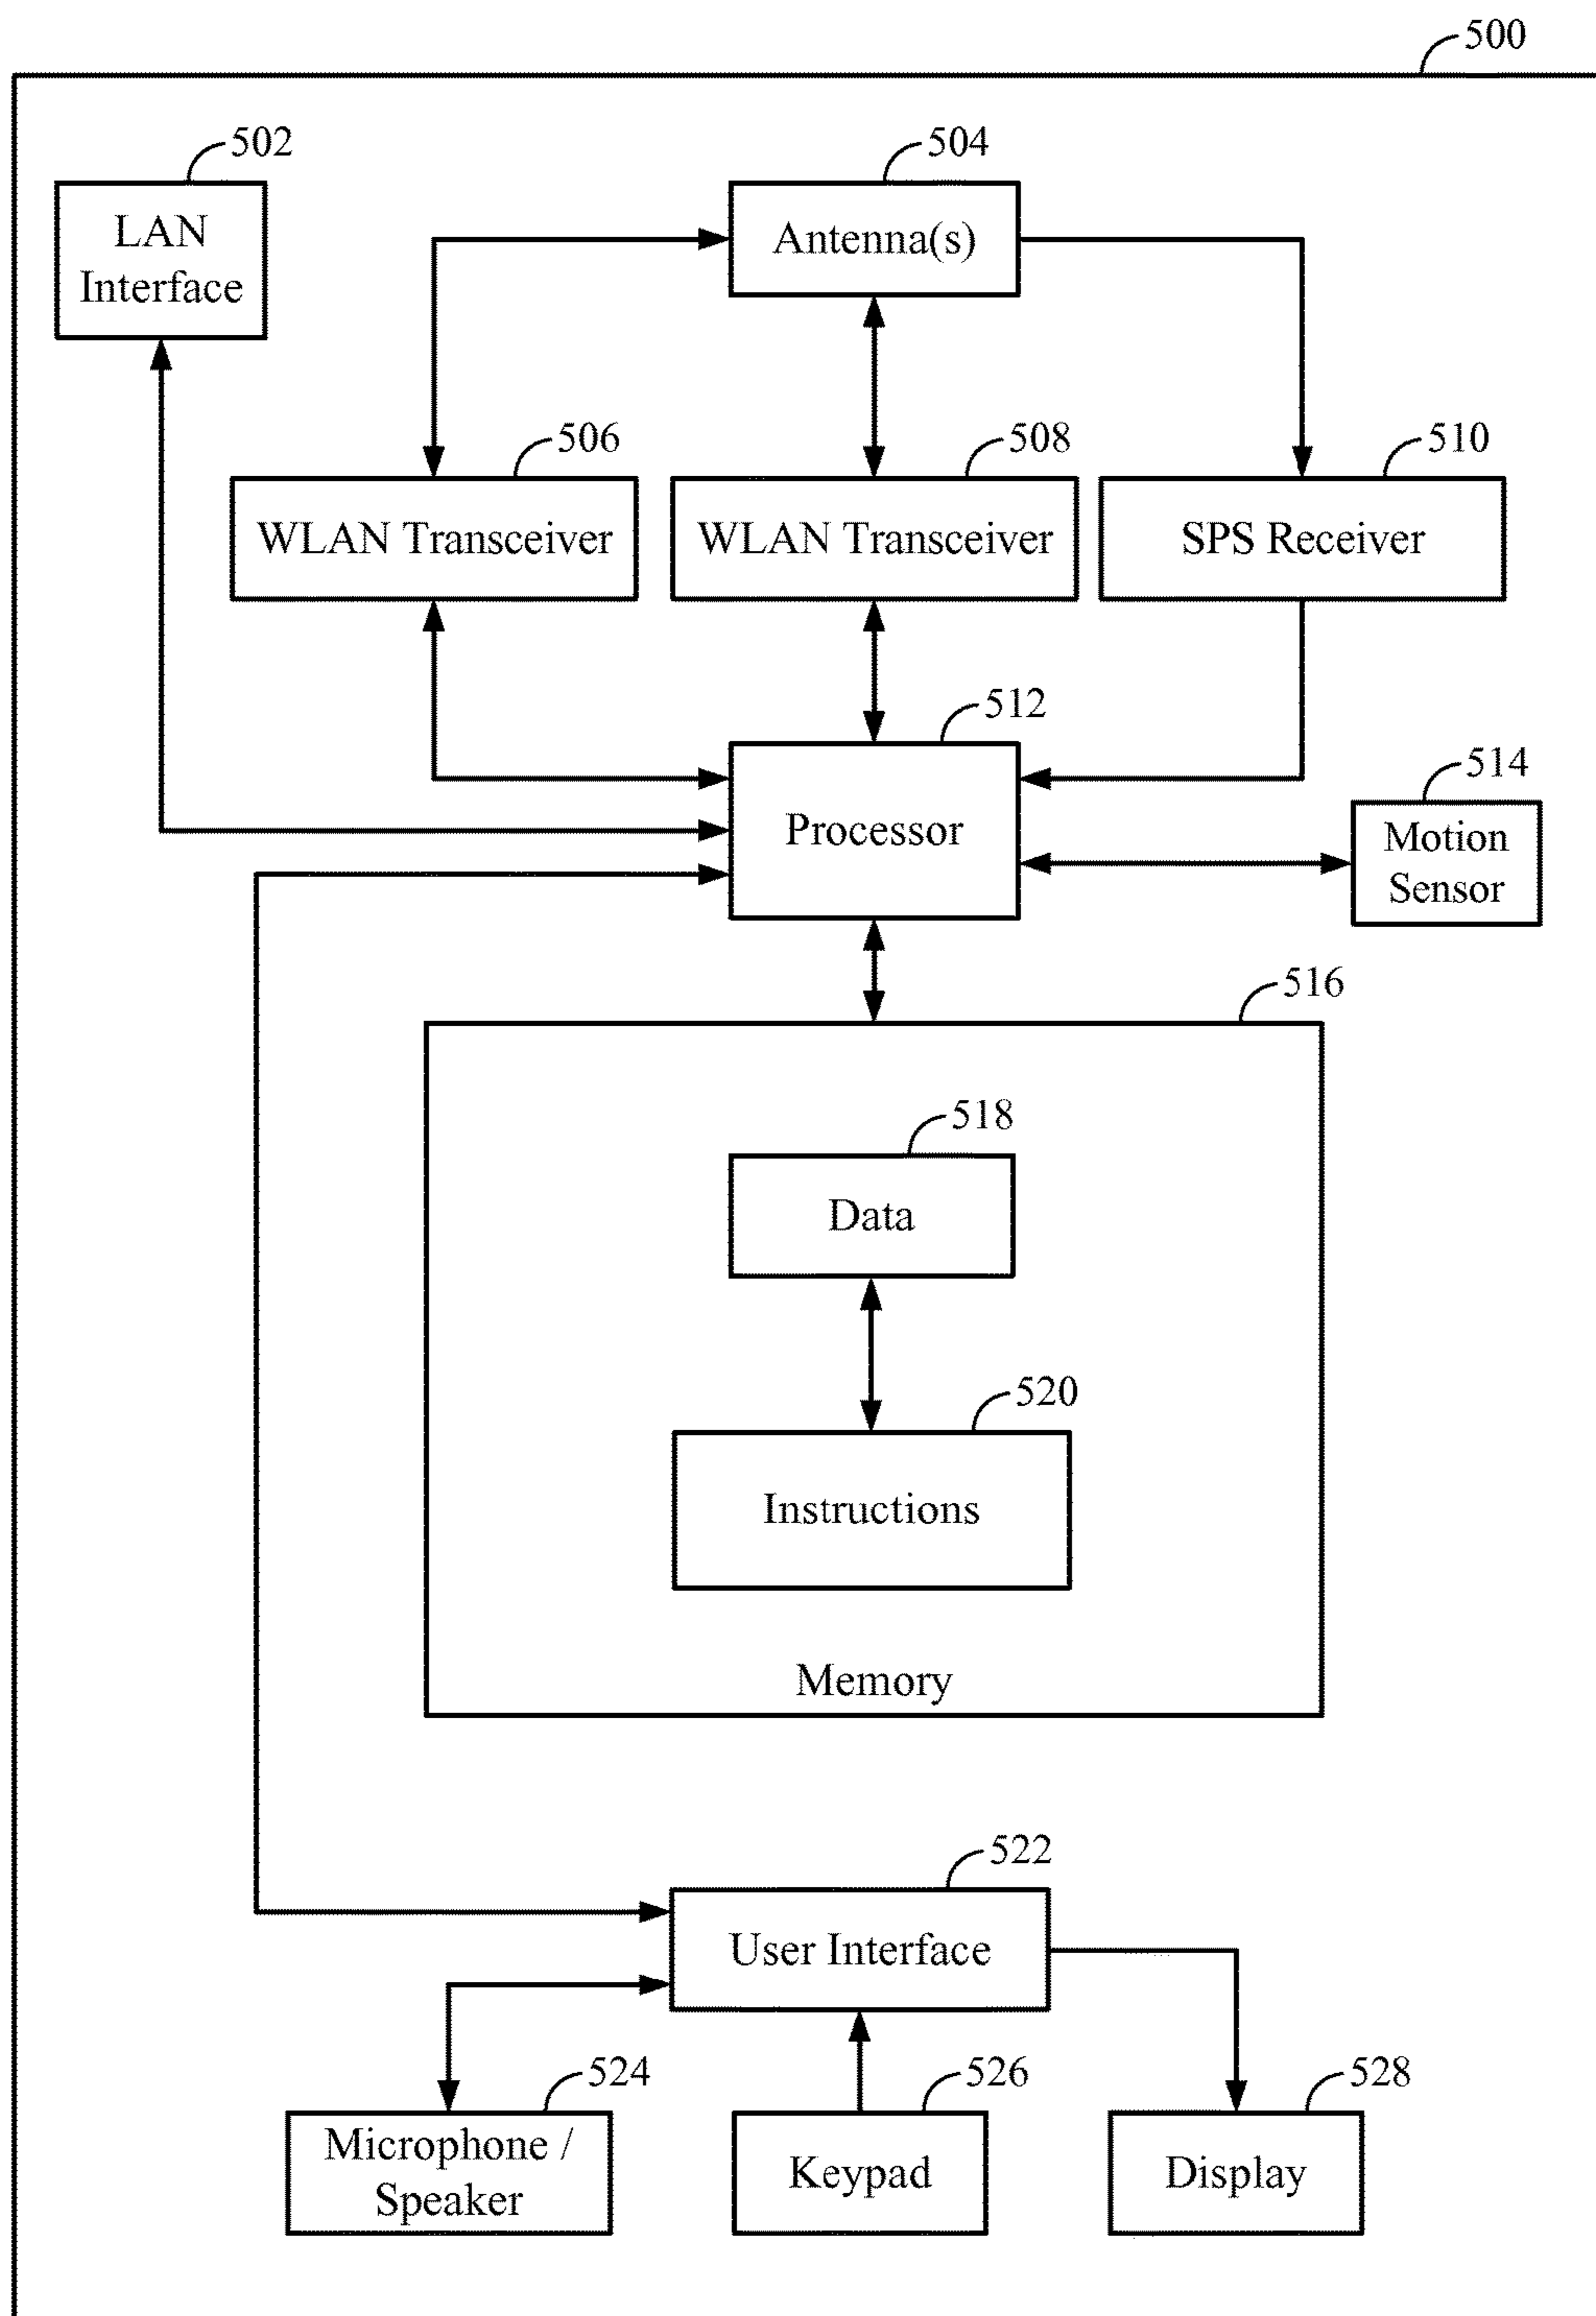 500
502
504
LAN
Interface
Antenna(s)
506
508
510
WLAN Transceiver
WLAN Transceiver
SPS Receiver
512
514
Processor
Motion
Sensor
516
518
Data
520
Instructions
Memory
522
User Interface
524
526
528
Microphone /
Speaker
Keypad
Display